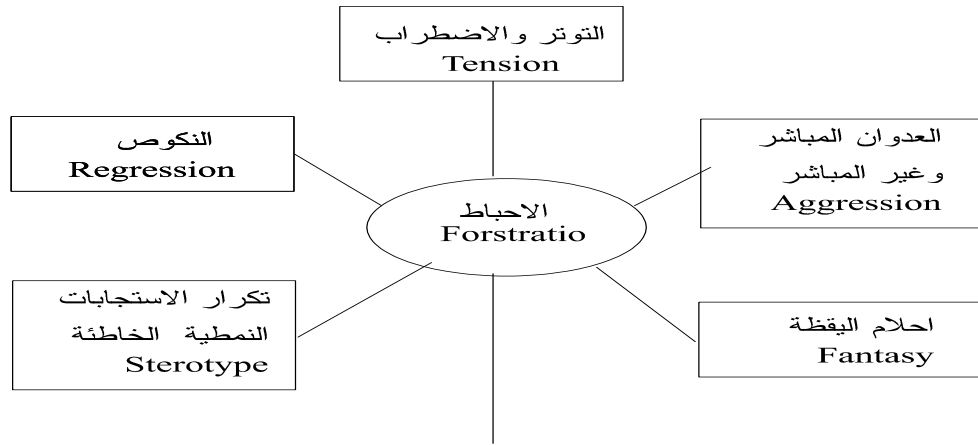 التوتر والاضطراب
Tension
النكوص
Regression
العدوان المباشر
وغير المباشر
Aggression
الاحباط
Forstratio
تكرار الاستجابات
النمطية الخاطئة
Sterotype
احلام اليقظة
Fantasy